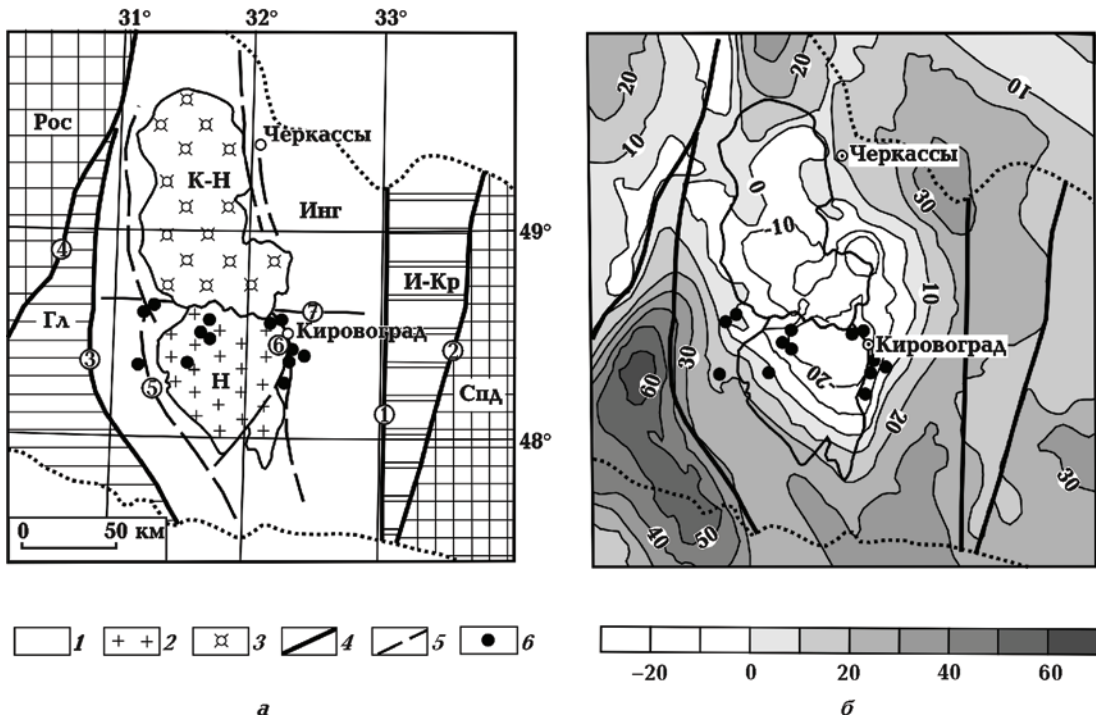 31° 32° 33°
Рос
Черкассы
К-Н
Инг
49°
4
И-Кр
Гл
7
Кировоград
6
3
2
Н
5
Спд
1
48°
0 50 км
1 2 3 4 5 6
а
20
20
10
10
Черкассы
0
30
-10
10
Кировоград
30
60
-20
20
30
40
50
−20 0 20 40 60
б